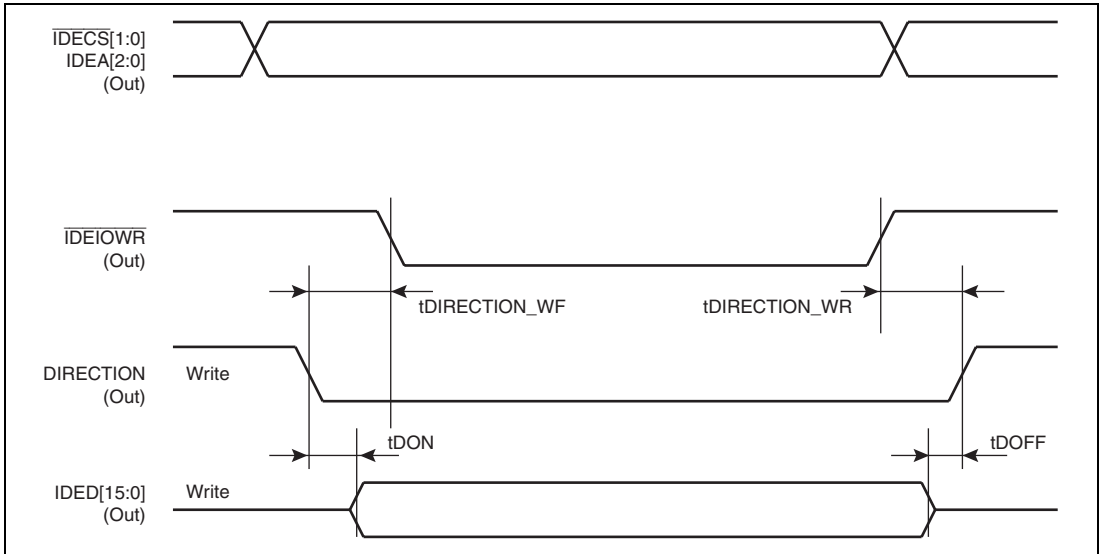 IDECS[1:0]
IDEA[2:0]
(Out)
IDEIOWR
(Out)
tDIRECTION_WF
tDIRECTION_WR
DIRECTION
(Out)
Write
tDON
tDOFF
IDED[15:0]
(Out)
Write